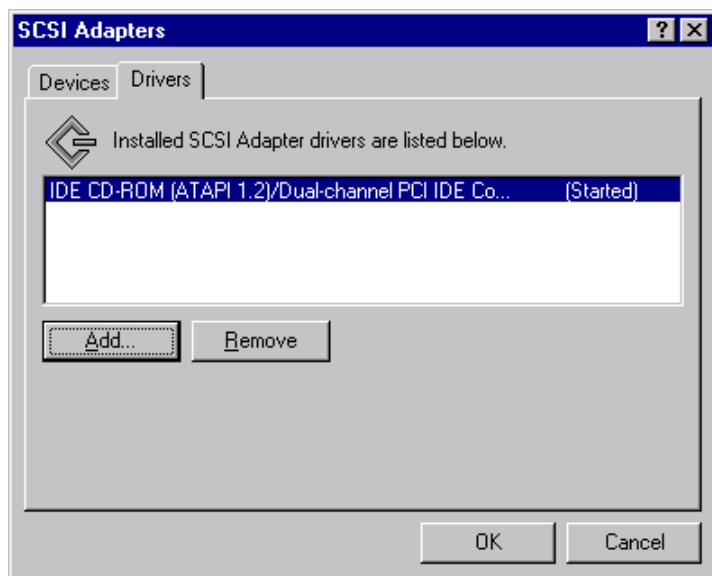 SCSI Adapters
Devices Drivers
Installed SCSI Adapter drivers are listed below.
IDE CD-ROM (ATAPI 1.2)/Dual-channel PCI IDE Co... (Started)
Add... Remove
OK Cancel